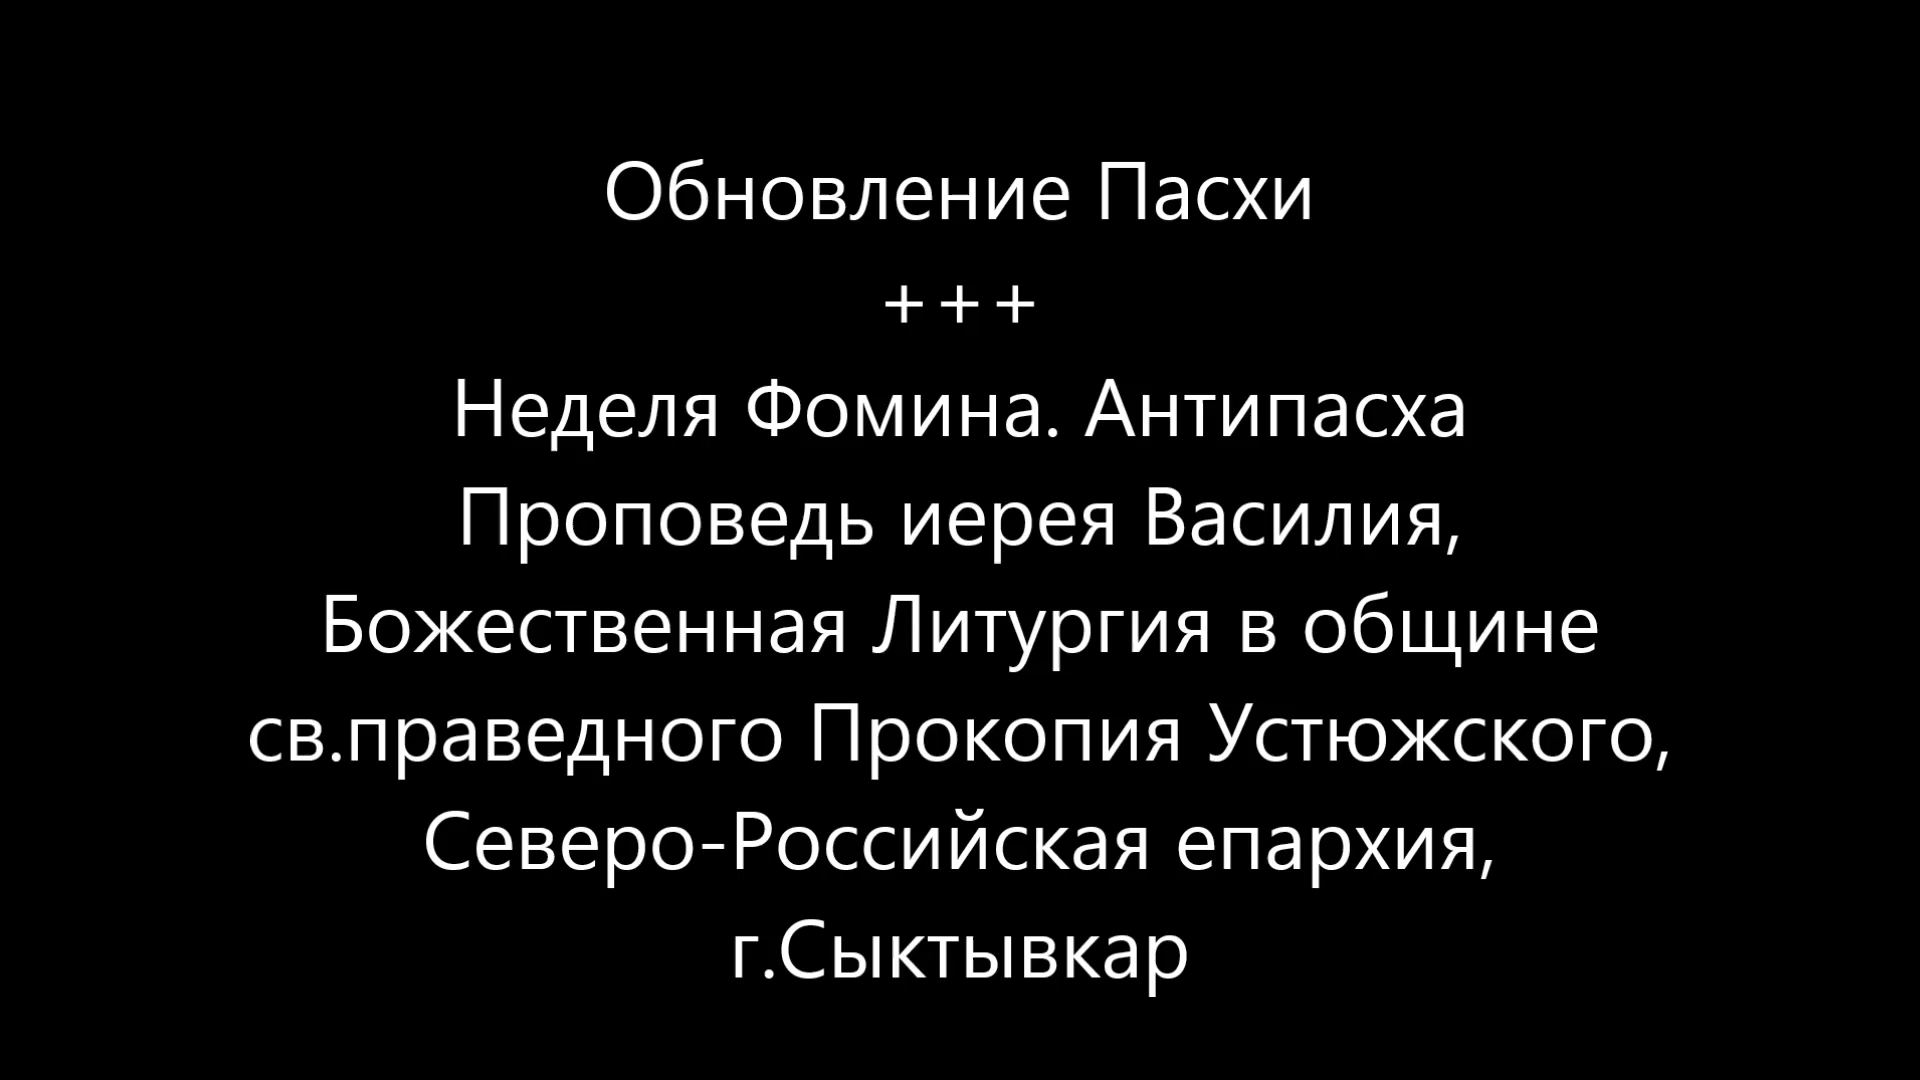 Обновление Пасхи
+++
Неделя Фомина. Антипасха
Проповедь иерея Василия,
Божественная Литургия в общине
св.праведного Прокопия Устюжского,
Северо-Российская епархия,
г.Сыктывкар